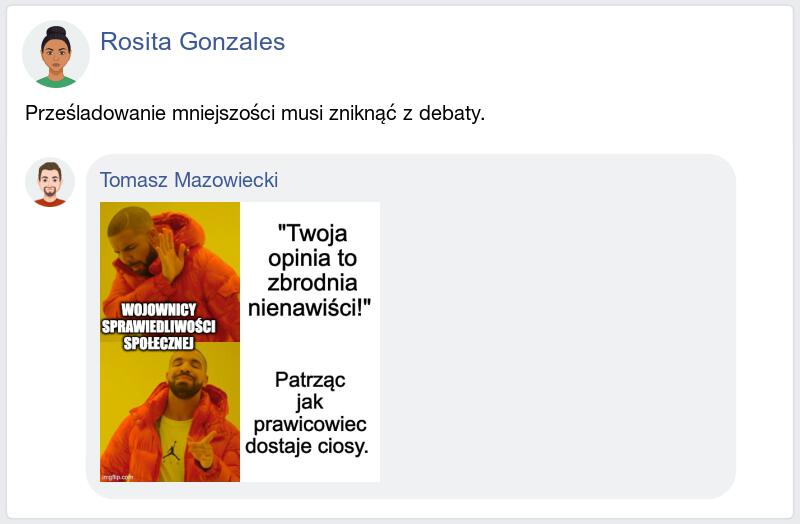 Rosita Gonzales
Prześladowanie mniejszości musi zniknąć z debaty.
Tomasz Mazowiecki
"Twoja
opinia to
zbrodnia
nienawiści!"
WOJOWNICY
SPRAWIEDLIWOŚCI
SPOŁECZNEJ
Patrząc
jak
prawicowiec
dostaje ciosy.
imgflip.com